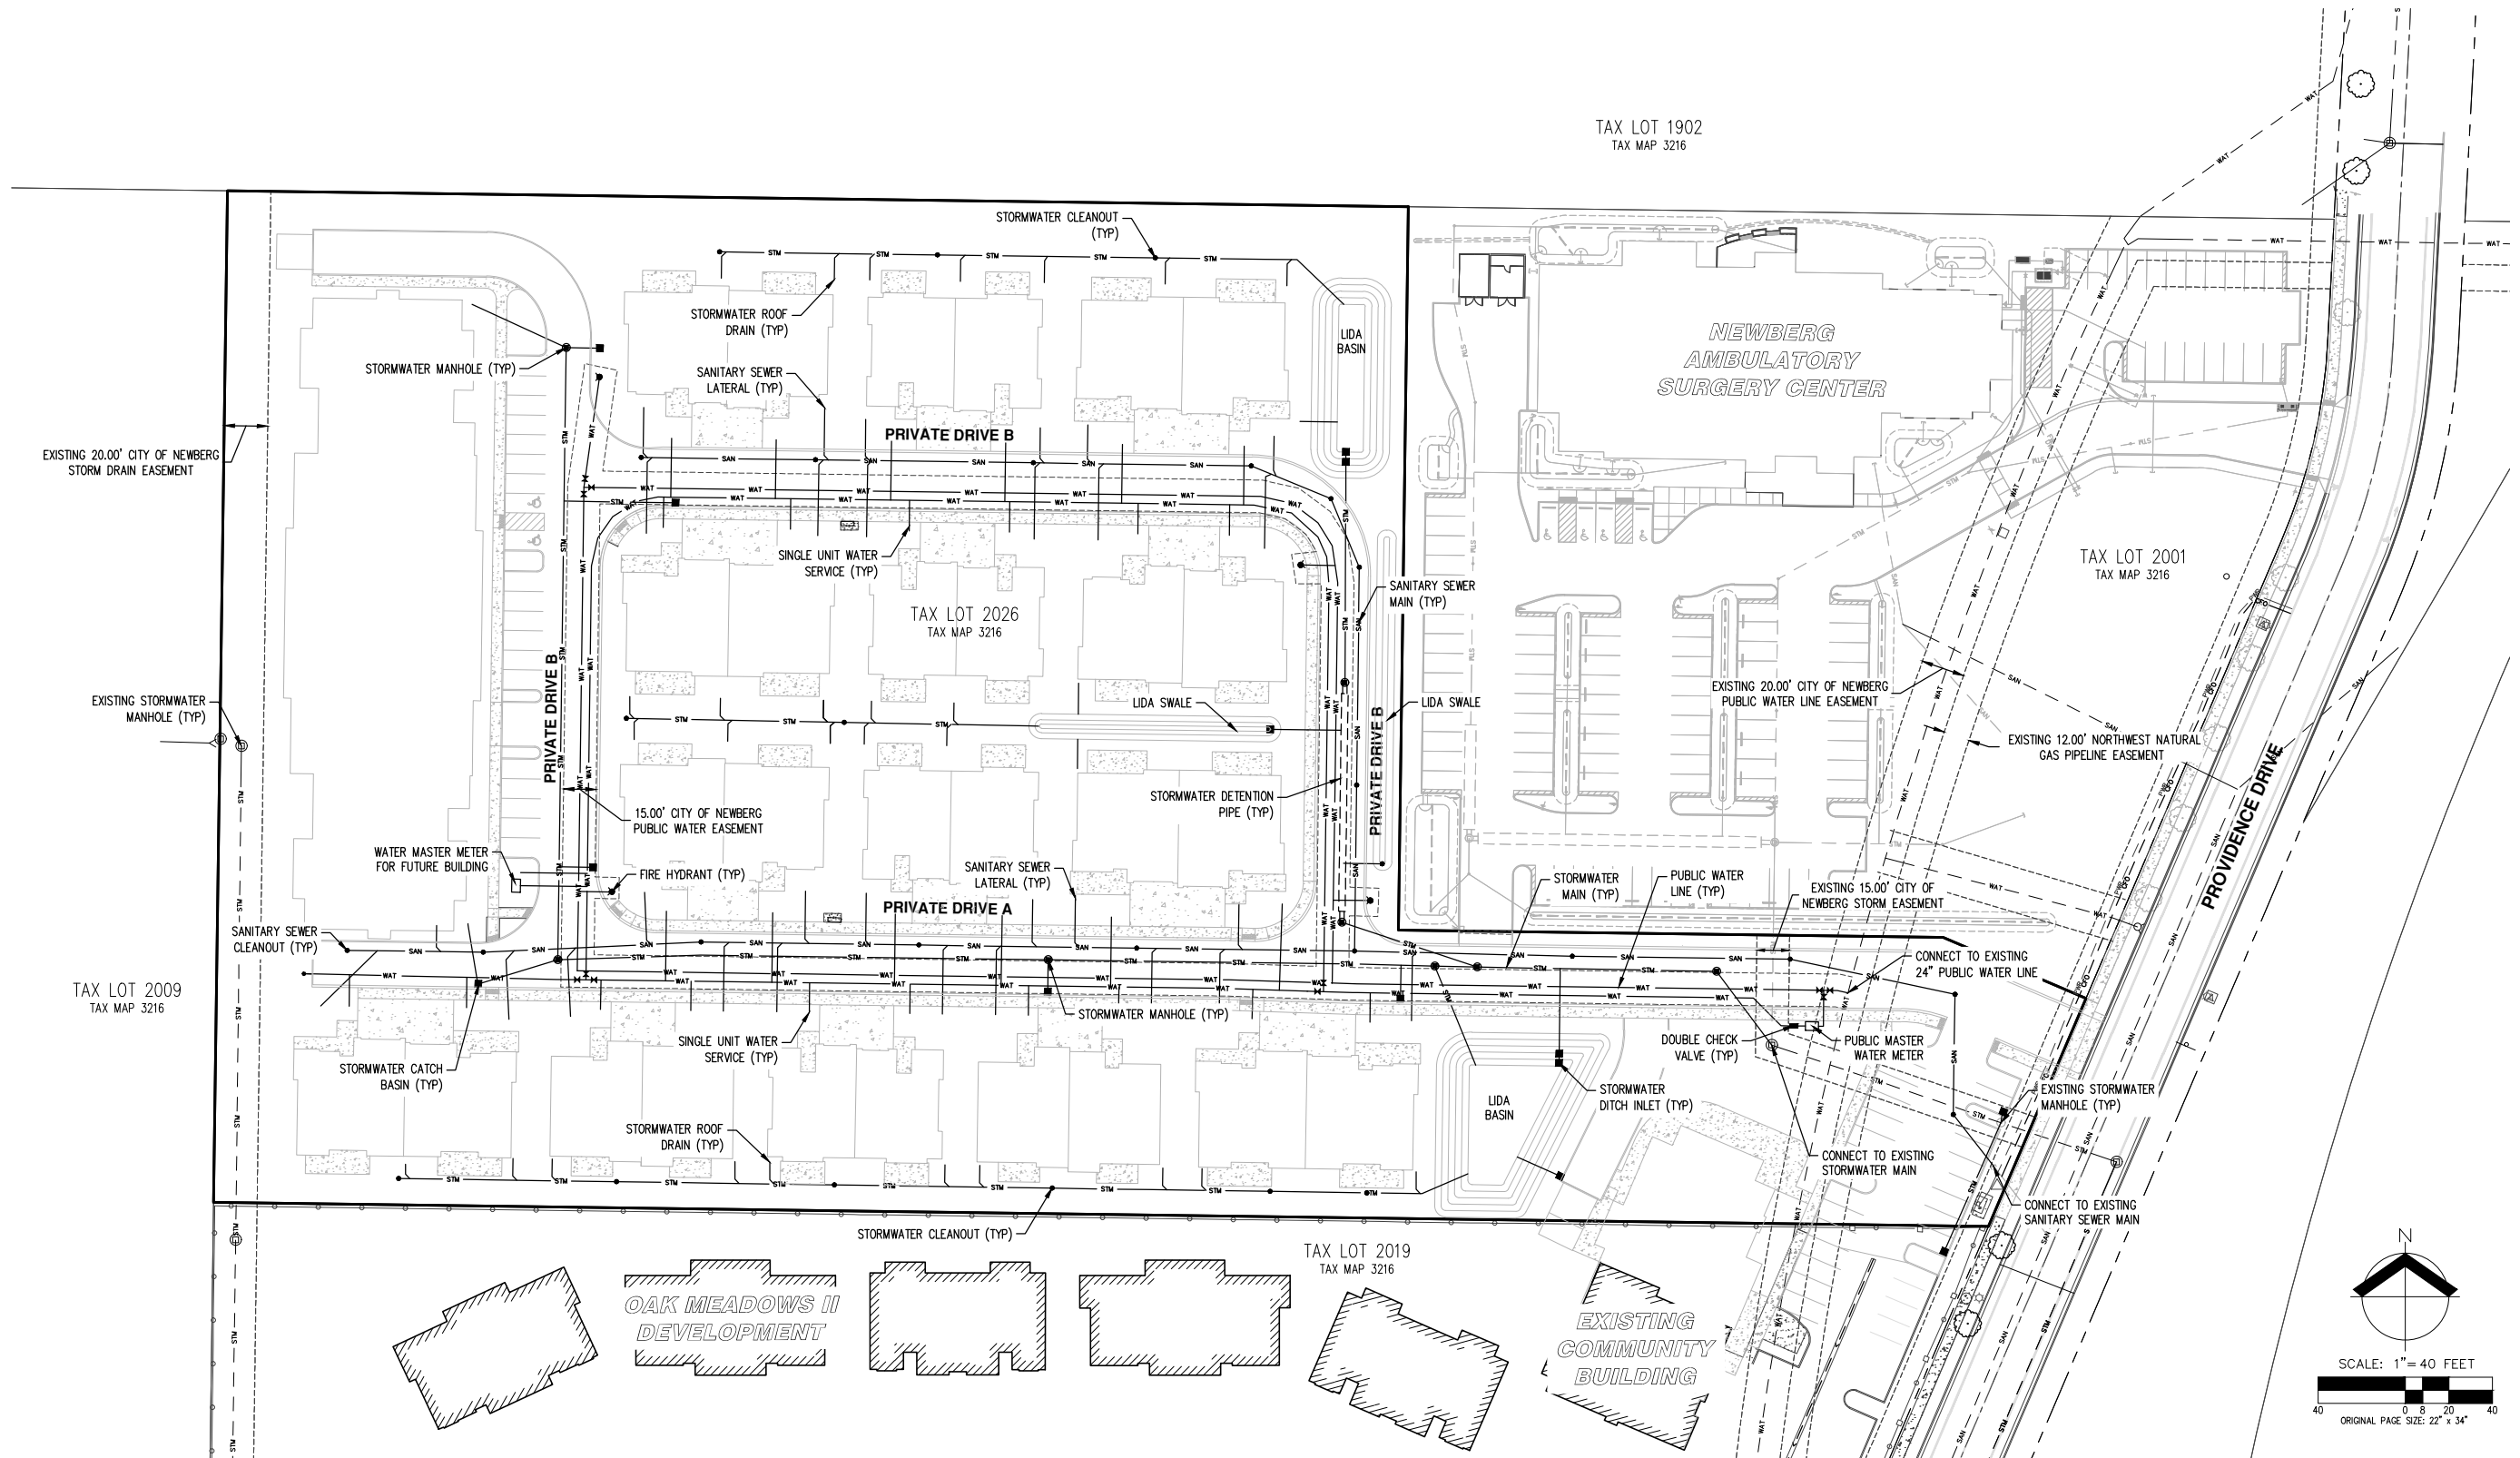 TAX LOT 1902
TAX MAP 3216
STORMWATER CLEANOUT
(TYP)
STORMWATER ROOF
DRAIN (TYP)
STORMWATER MANHOLE (TYP)
SANITARY SEWER
LATERAL (TYP)
LIDA
BASIN
NEWBERG
AMBULATORY
SURGERY CENTER
PRIVATE DRIVE B
EXISTING 20.00' CITY OF NEWBERG
STORM DRAIN EASEMENT
SINGLE UNIT WATER
SERVICE (TYP)
TAX LOT 2001
TAX MAP 3216
SANITARY SEWER
MAIN (TYP)
TAX LOT 2026
TAX MAP 3216
PRIVATE DRIVE B
EXISTING STORMWATER
MANHOLE (TYP)
LIDA SWALE
LIDA SWALE
PRIVATE DRIVE B
EXISTING 20.00' CITY OF NEWBERG
PUBLIC WATER LINE EASEMENT
EXISTING 12.00' NORTHWEST NATURAL
GAS PIPELINE EASEMENT
PROVIDENCE DRIVE
STORMWATER DETENTION
PIPE (TYP)
15.00' CITY OF NEWBERG
PUBLIC WATER EASEMENT
WATER MASTER METER
FOR FUTURE BUILDING
FIRE HYDRANT (TYP)
SANITARY SEWER
LATERAL (TYP)
STORMWATER
MAIN (TYP)
PUBLIC WATER
LINE (TYP)
EXISTING 15.00' CITY OF
NEWBERG STORM EASEMENT
PRIVATE DRIVE A
SANITARY SEWER
CLEANOUT (TYP)
CONNECT TO EXISTING
24" PUBLIC WATER LINE
TAX LOT 2009
TAX MAP 3216
STORMWATER MANHOLE (TYP)
SINGLE UNIT WATER
SERVICE (TYP)
DOUBLE CHECK
VALVE (TYP)
PUBLIC MASTER
WATER METER
STORMWATER CATCH
BASIN (TYP)
LIDA
BASIN
STORMWATER
DITCH INLET (TYP)
EXISTING STORMWATER
MANHOLE (TYP)
STORMWATER ROOF
DRAIN (TYP)
CONNECT TO EXISTING
STORMWATER MAIN
CONNECT TO EXISTING
SANITARY SEWER MAIN
STORMWATER CLEANOUT (TYP)
TAX LOT 2019
TAX MAP 3216
OAK MEADOWS II
DEVELOPMENT
EXISTING
COMMUNITY
BUILDING
N
SCALE: 1"= 40 FEET
40 0 8 20 40
ORIGINAL PAGE SIZE: 22" x 34"
STM
SAN
WAT